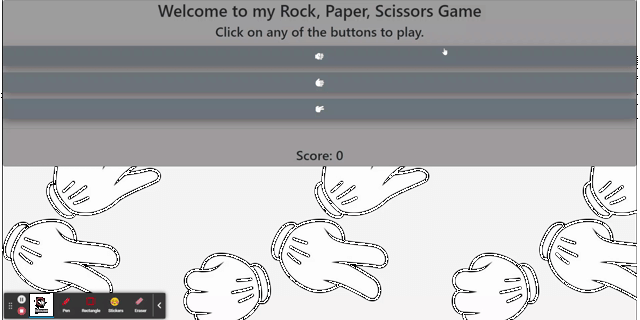 Welcome to my Rock, Paper, Scissors Game
Click on any of the buttons to play.
Score: 0
Pen
Rectangle
Stickers
Eraser